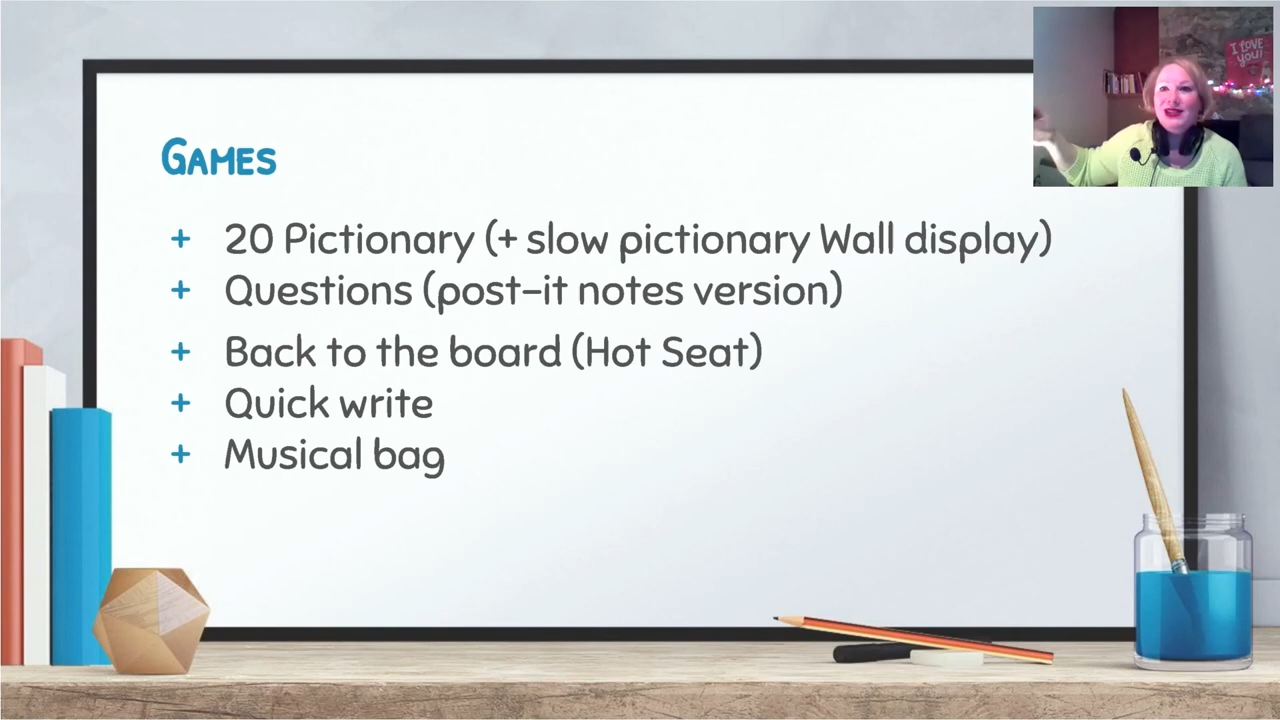 I love you!
GAMES
+ 20 Pictionary (+ slow pictionary Wall display)
+ Questions (post-it notes version)
+ Back to the board (Hot Seat)
+ Quick write
+ Musical bag